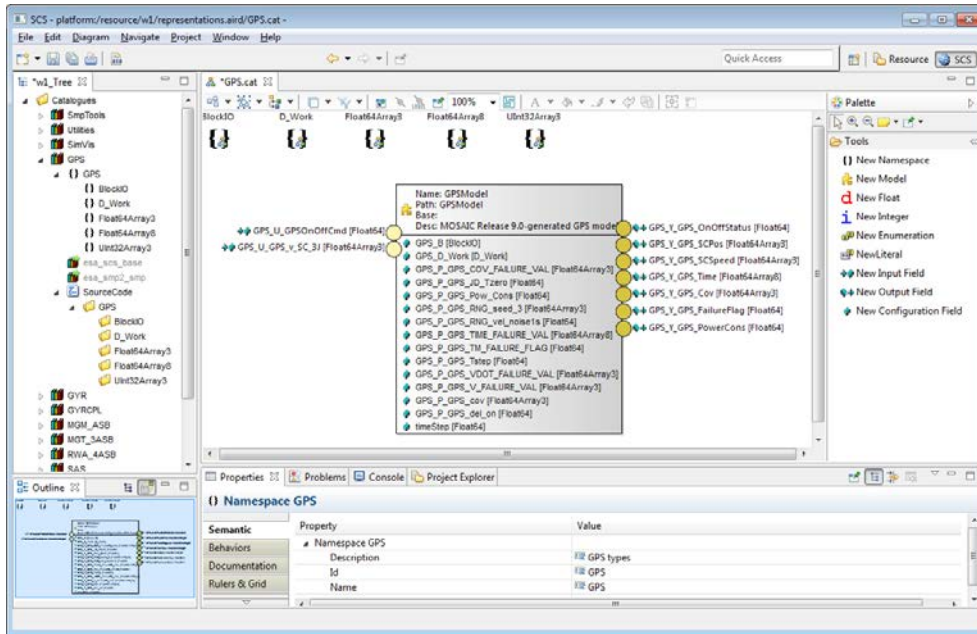 SCS - platform:/resource/w1/representations.aird/GPS.cat -
File Edit Diagram Navigate Project Window Help
Quick Access
Resource
SCS
*w1_Tree
Catalogues
SmpTools
Utilities
SimVis
GPS
GPS
BlockIO
D_Work
Float64Array3
Float64Array8
UInt32Array3
esa_scs_base
esa_smp2_smp
SourceCode
GPS
BlockIO
D_Work
Float64Array3
Float64Array8
UInt32Array3
GYR
GYRCPL
MGM_ASB
MGT_3ASB
RWA_4ASB
SAS
*GPS.cat
100%
BlockIO D_Work Float64Array3 Float64Array8 UInt32Array3
Name: GPSModel
Path: GPSModel
Base:
Desc: MOSAIC Release 9.0-generated GPS mode
GPS_U_GPSOnOffCmd [Float64]
GPS_U_GPS_v_SC_3J [Float64Array3]
GPS_B [BlockIO]
GPS_D_Work [D_Work]
GPS_P_GPS_COV_FAILURE_VAL [Float64Array3]
GPS_P_GPS_JD_Tzero [Float64]
GPS_P_GPS_Pow_Cons [Float64]
GPS_P_GPS_RNG_seed_3 [Float64Array3]
GPS_P_GPS_RNG_vel_noise1s [Float64]
GPS_P_GPS_TIME_FAILURE_VAL [Float64Array8]
GPS_P_GPS_TM_FAILURE_FLAG [Float64]
GPS_P_GPS_Tstep [Float64]
GPS_P_GPS_VDOT_FAILURE_VAL [Float64Array3]
GPS_P_GPS_V_FAILURE_VAL [Float64Array3]
GPS_P_GPS_cov [Float64Array3]
GPS_P_GPS_del_on [Float64]
timeStep [Float64]
GPS_Y_GPS_OnOffStatus [Float64]
GPS_Y_GPS_SCPos [Float64Array3]
GPS_Y_GPS_SCSpeed [Float64Array3]
GPS_Y_GPS_Time [Float64Array8]
GPS_Y_GPS_Cov [Float64Array3]
GPS_Y_GPS_FailureFlag [Float64]
GPS_Y_GPS_PowerCons [Float64]
Palette
Tools
New Namespace
New Model
New Float
New Integer
New Enumeration
NewLiteral
New Input Field
New Output Field
New Configuration Field
Outline
Properties Problems Console Project Explorer
Namespace GPS
Semantic
Behaviors
Documentation
Rulers & Grid
Property Value
Namespace GPS
Description GPS types
Id GPS
Name GPS